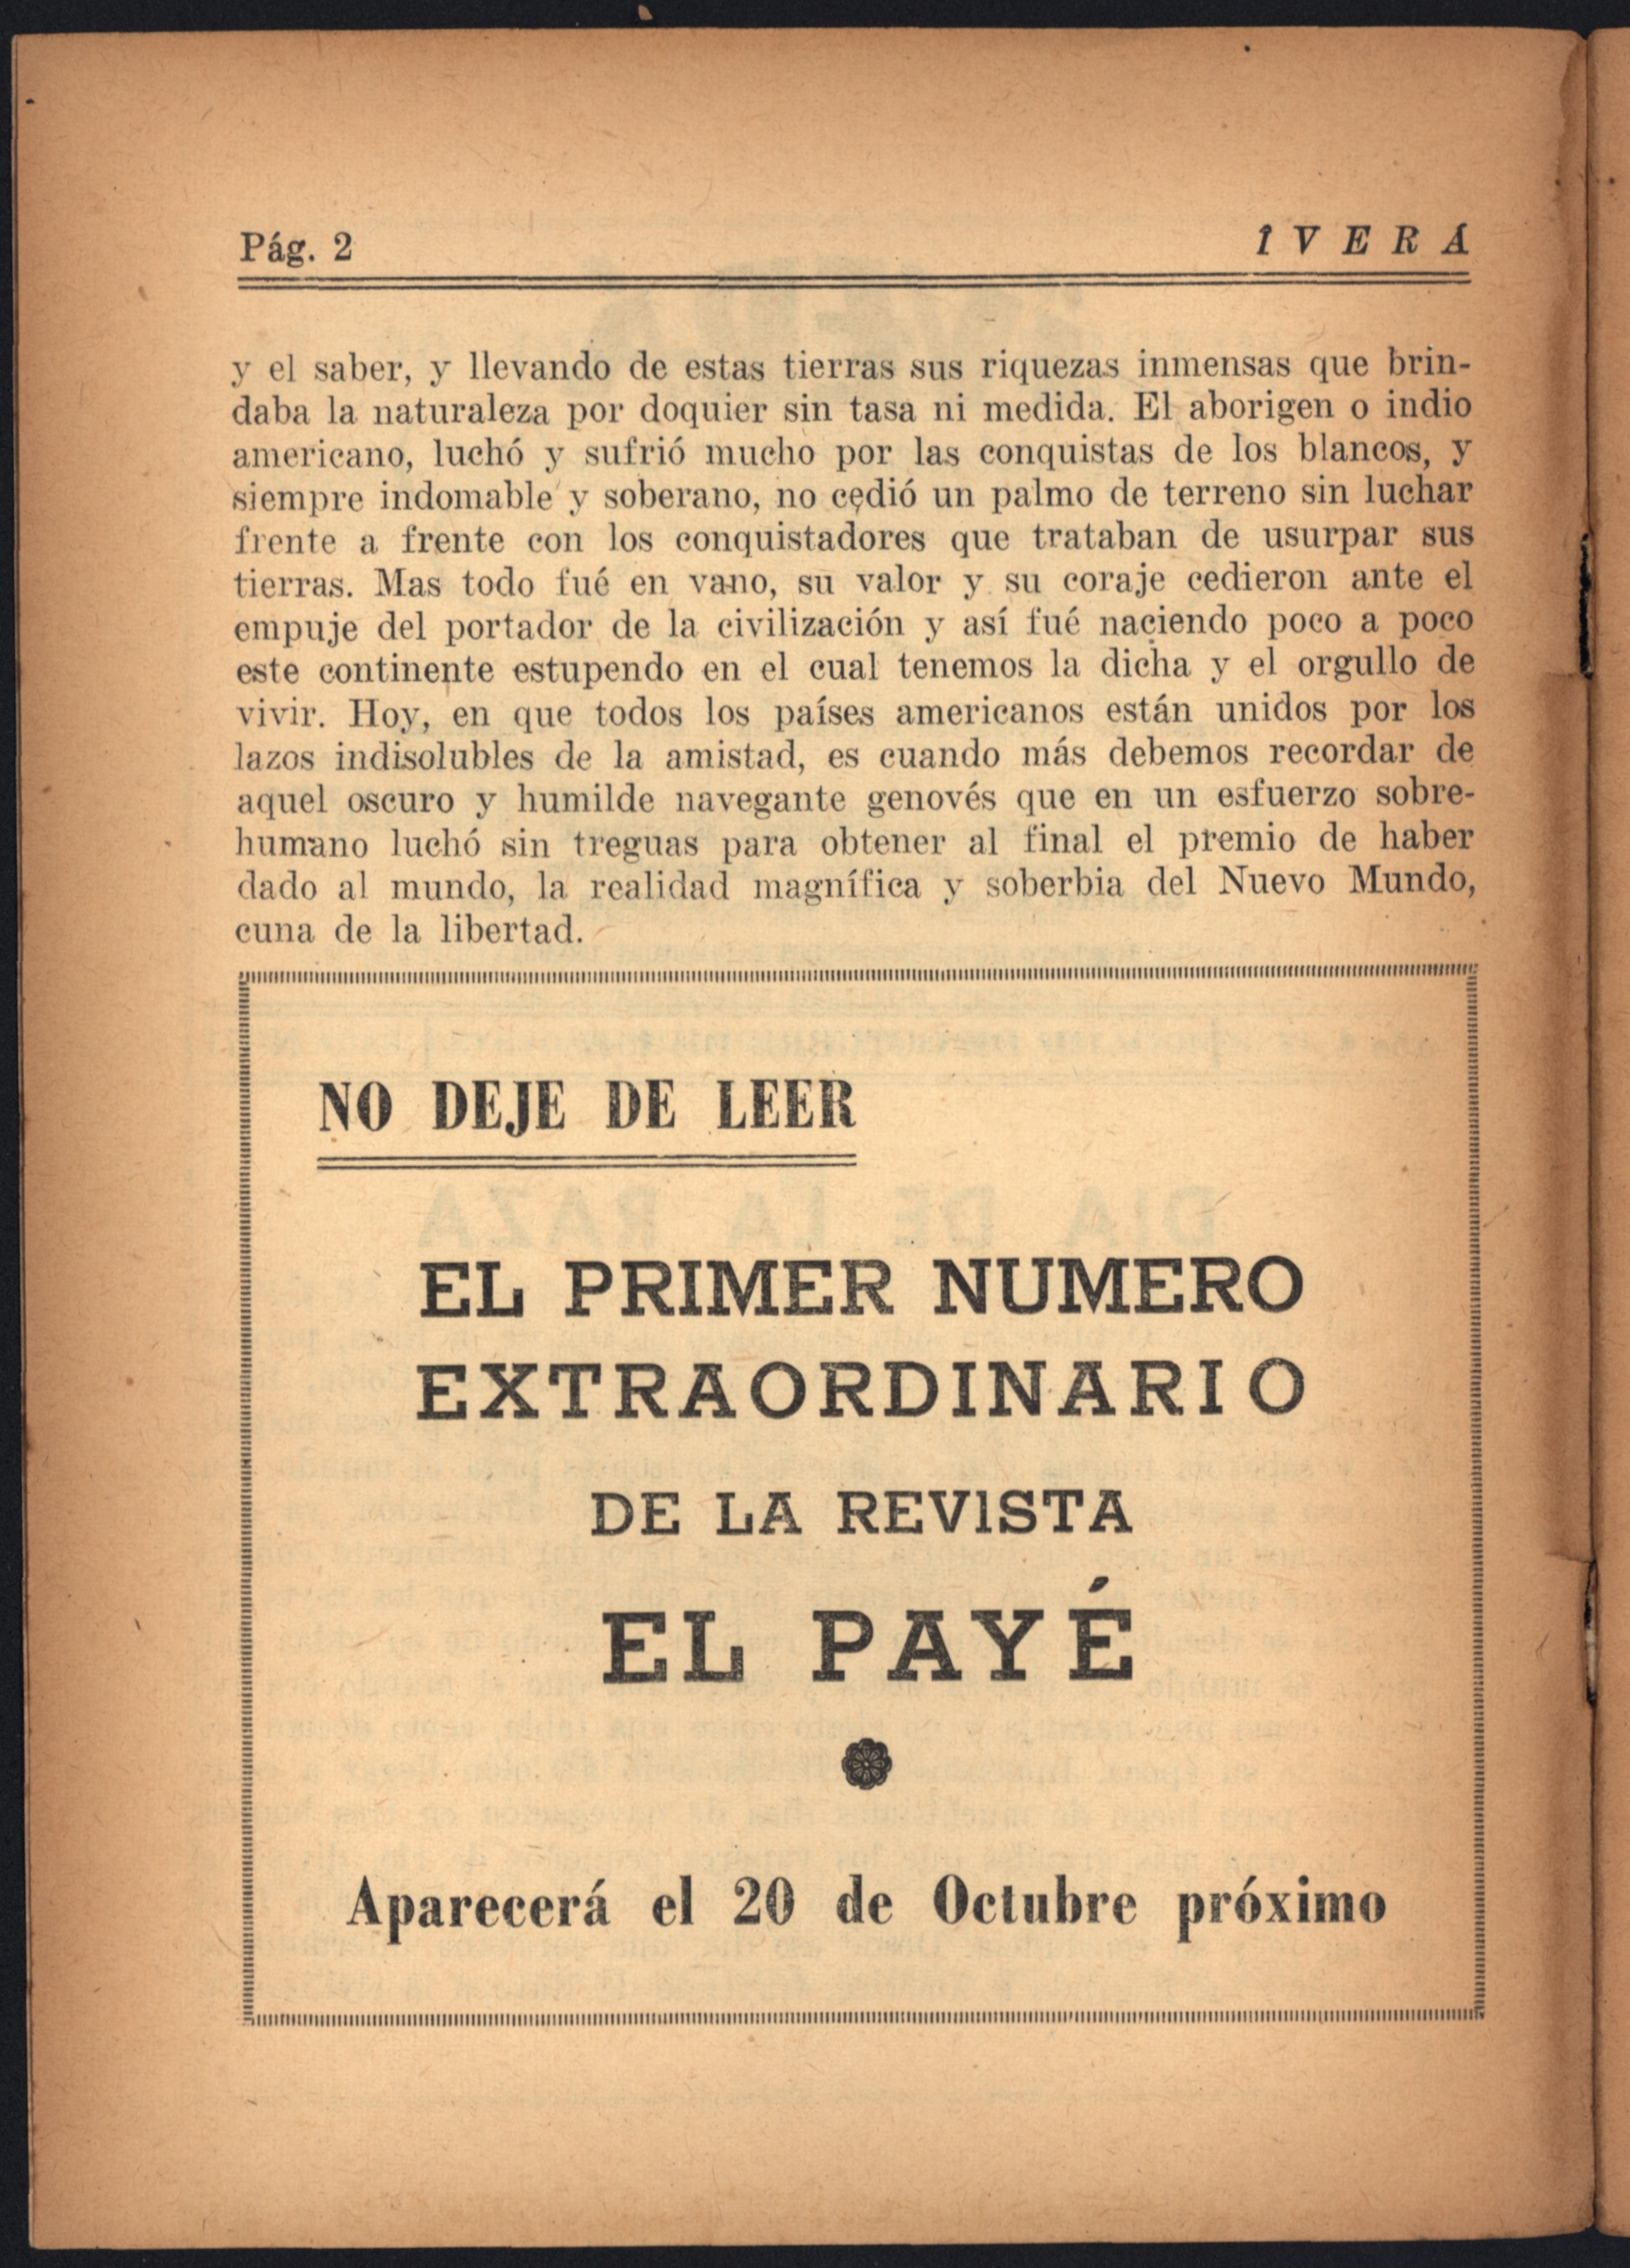 Pág. 2
Î V E R Á
y el saber, y llevando de estas tierras sus riquezas inmensas que brin-
daba la naturaleza por doquier sin tasa ni medida. El aborigen o indio
americano, luchó y sufrió mucho por las conquistas de los blancos, y
siempre indomable y soberano, no cedió un palmo de terreno sin luchar
frente a frente con los conquistadores que trataban de usurpar sus
tierras. Mas todo fué en vano, su valor y su coraje cedieron ante el
empuje del portador de la civilización y así fué naciendo poco a poco
este continente estupendo en el cual tenemos la dicha y el orgullo de
vivir. Hoy, en que todos los países americanos están unidos por los
lazos indisolubles de la amistad, es cuando más debemos recordar de
aquel oscuro y humilde navegante genovés que en un esfuerzo sobre-
humano luchó sin treguas para obtener al final el premio de haber
dado al mundo, la realidad magnífica y soberbia del Nuevo Mundo,
cuna de la libertad.
NO DEJE DE LEER
EL PRIMER NUMERO
EXTRAORDINARIO
DE LA REVISTA
EL PAYÉ
Aparecerá el 20 de Octubre próximo